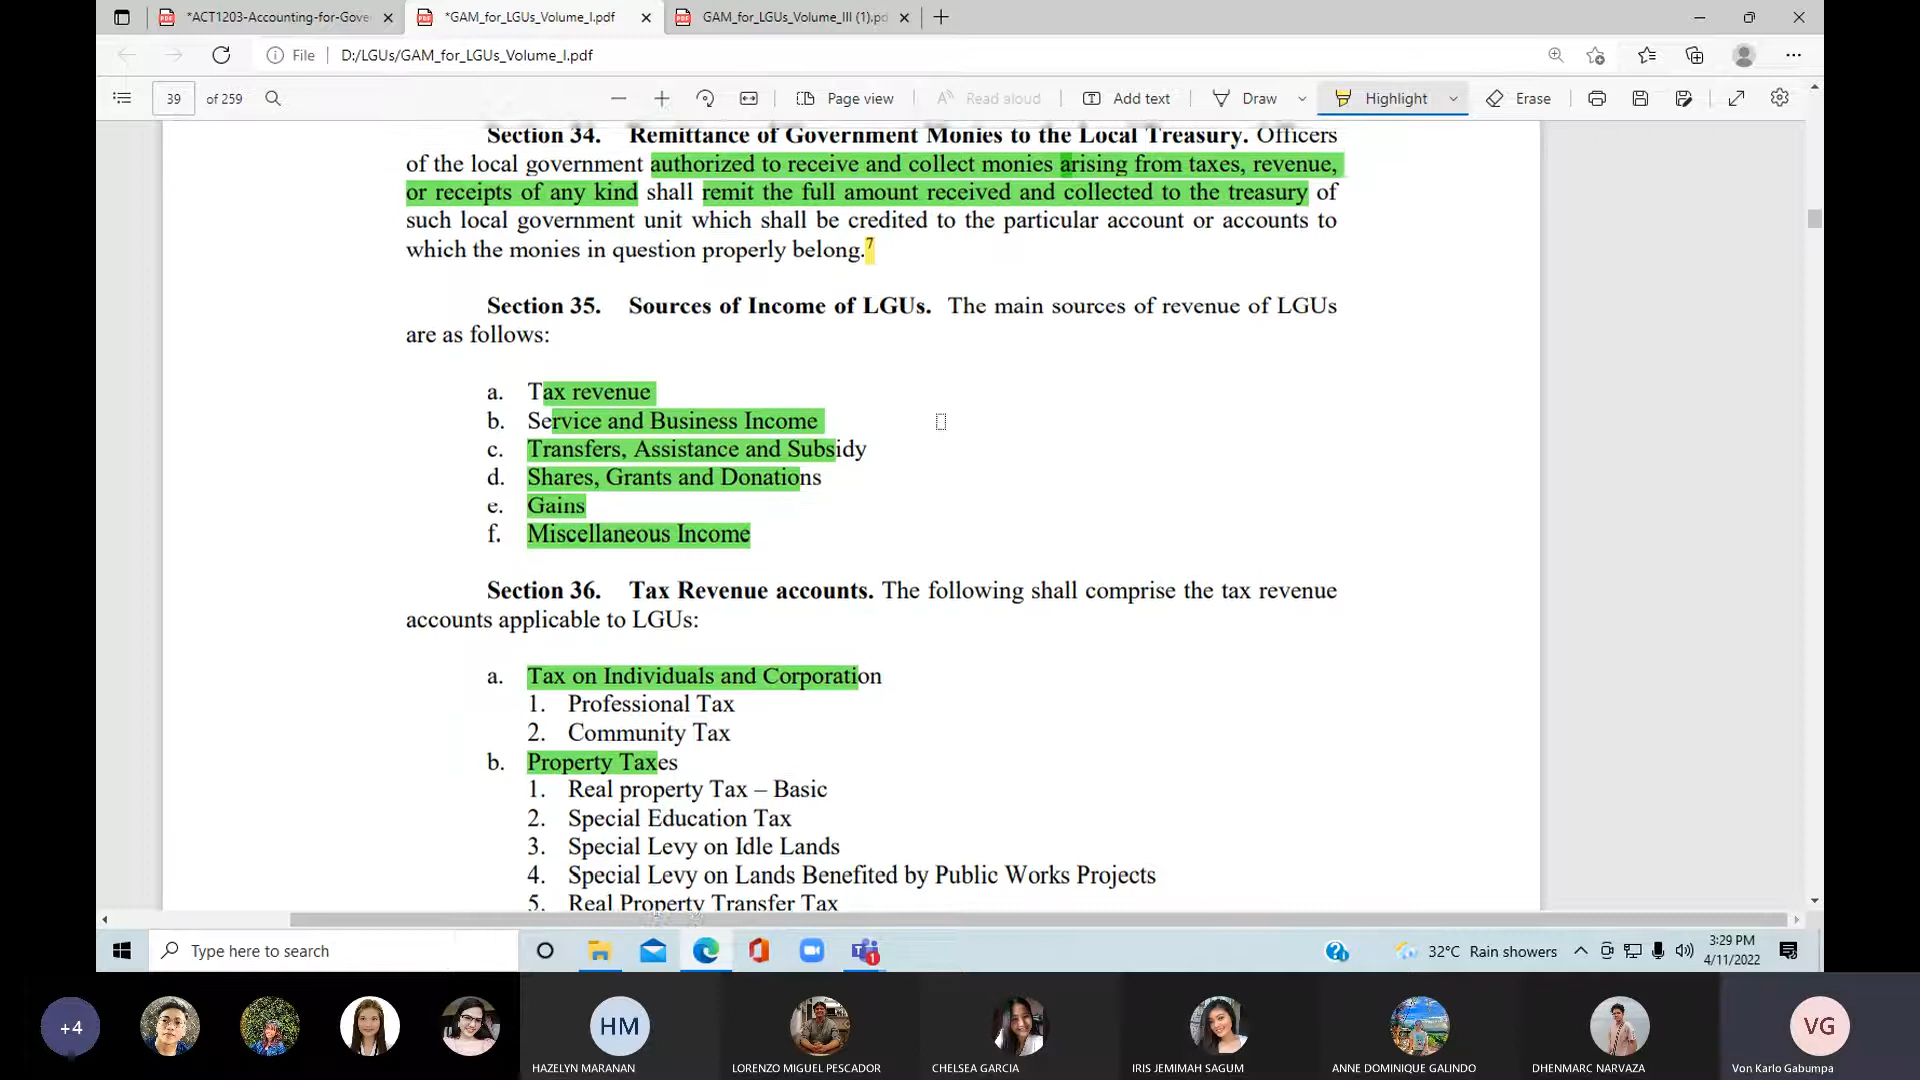 *ACT1203-Accounting-for-Gove
*GAM_for_LGUs_Volume_I.pdf
GAM_for_LGUs_Volume_III (1).pd
File
D:/LGUs/GAM_for_LGUs_Volume_I.pdf
39
of 259
Page view
Read aloud
Add text
Draw
Highlight
Erase
Section 34. Remittance of Government Monies to the Local Treasury. Officers
of the local government authorized to receive and collect monies arising from taxes, revenue,
or receipts of any kind shall remit the full amount received and collected to the treasury of
such local government unit which shall be credited to the particular account or accounts to
which the monies in question properly belong.7
Section 35. Sources of Income of LGUs. The main sources of revenue of LGUs
are as follows:
a. Tax revenue
b. Service and Business Income
c. Transfers, Assistance and Subsidy
d. Shares, Grants and Donations
e. Gains
f. Miscellaneous Income
Section 36. Tax Revenue accounts. The following shall comprise the tax revenue
accounts applicable to LGUs:
a. Tax on Individuals and Corporation
1. Professional Tax
2. Community Tax
b. Property Taxes
1. Real property Tax – Basic
2. Special Education Tax
3. Special Levy on Idle Lands
4. Special Levy on Lands Benefited by Public Works Projects
5. Real Property Transfer Tax
Type here to search
1
32°C Rain showers
3:29 PM
4/11/2022
+4
HM
VG
HAZELYN MARANAN
LORENZO MIGUEL PESCADOR
CHELSEA GARCIA
IRIS JEMIMAH SAGUM
ANNE DOMINIQUE GALINDO
DHENMARC NARVAZA
Von Karlo Gabumpa